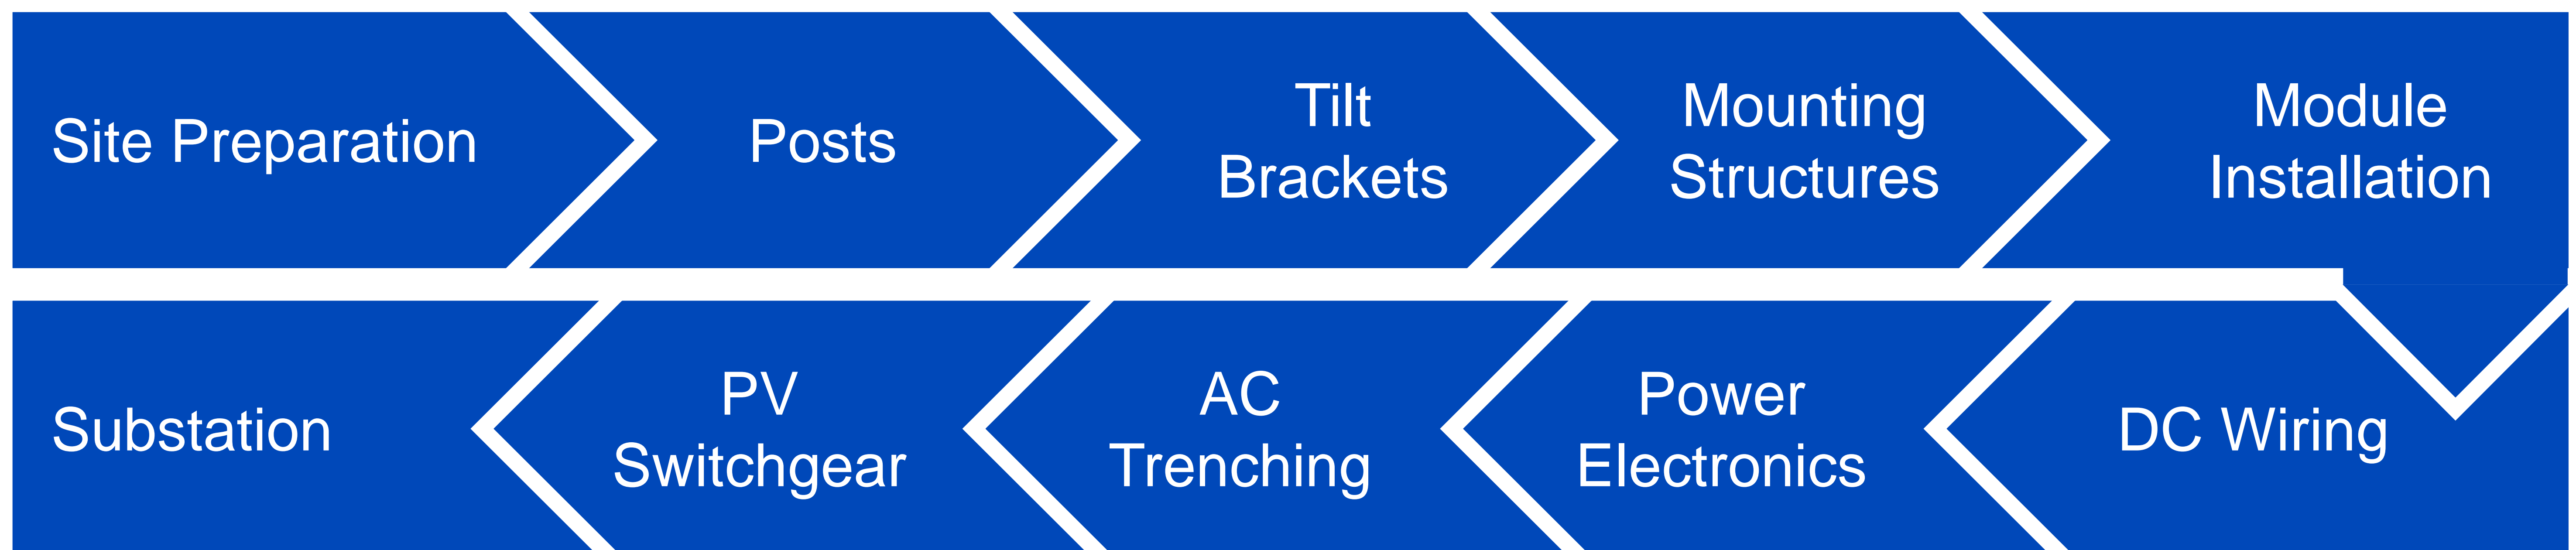 Site Preparation
Posts
Tilt
Brackets
Mounting
Structures
Module
Installation
DC Wiring
Power
Electronics
AC
Trenching
PV
Switchgear
Substation